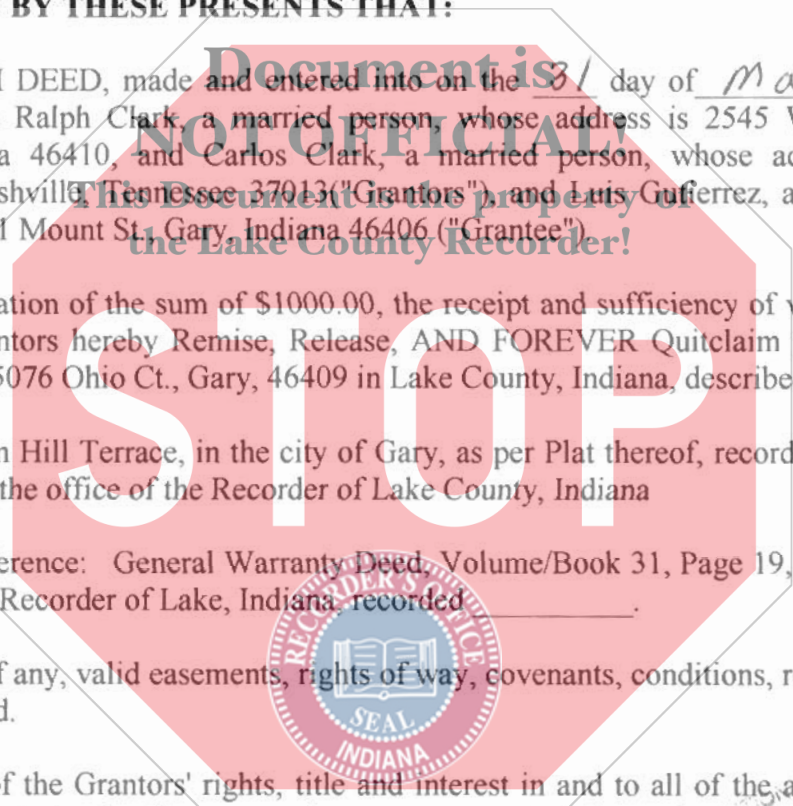 BY THESE PRESENTS THAT:
Document is
DEED, made and entered into on the 31 day of
Ralph Clark, a married person, whose address is 2545
NOT OFFICIAL!
a 46410, and Carlos Clark, a married person, whose
shville, Tennessee 37013("Grantors"), and Luis Gutierrez, a
This Document is the property of
Mount St., Gary, Indiana 46406 ("Grantee"),
the Lake County Recorder!
ation of the sum of $1000.00, the receipt and sufficiency of
ntors hereby Remise, Release, AND FOREVER Quitclaim
5076 Ohio Ct., Gary, 46409 in Lake County, Indiana, describe
STOP
Hill Terrace, in the city of Gary, as per Plat thereof, record
the office of the Recorder of Lake County, Indiana
erence: General Warranty Deed, Volume/Book 31, Page 19,
Recorder of Lake, Indiana, recorded ____________.
RECORDER'S OFFICE
f any, valid easements, rights of way, covenants, conditions, r
d.
SEAL
INDIANA
of the Grantors' rights, title and interest in and to all of the a